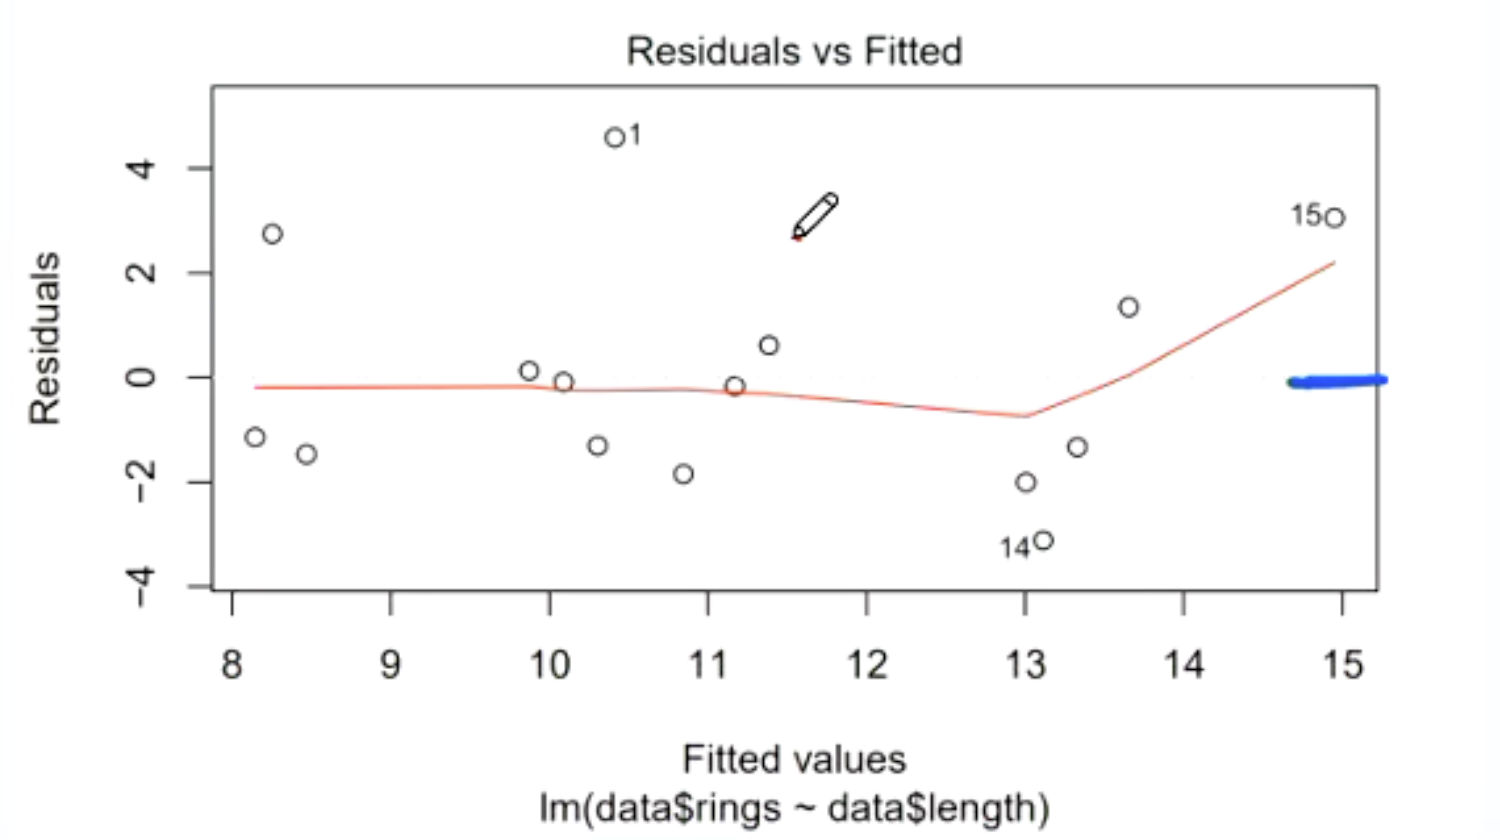 Residuals vs Fitted
1
15
14
Residuals
4
2
0
−2
−4
8 9 10 11 12 13 14 15
Fitted values
lm(data$rings ~ data$length)